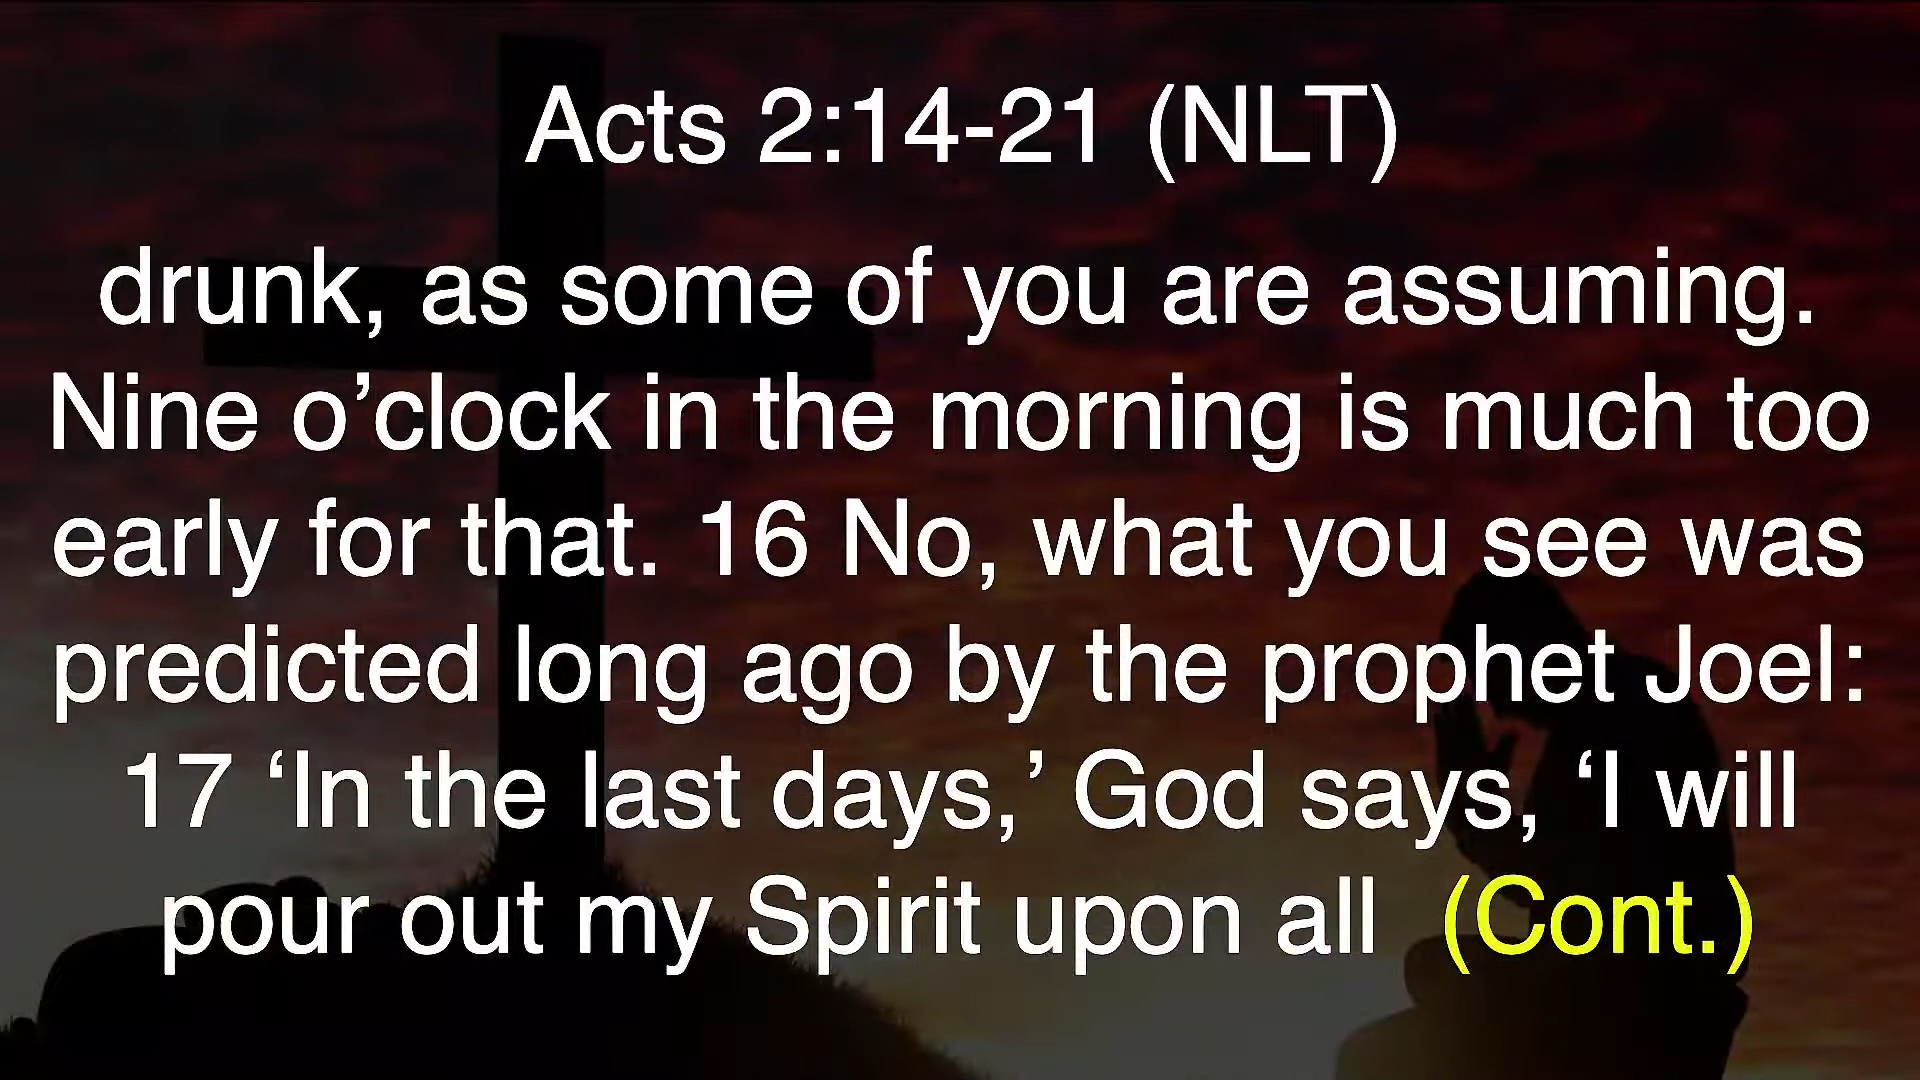 Acts 2:14-21 (NLT)
drunk, as some of you are assuming.
Nine o’clock in the morning is much too
early for that. 16 No, what you see was
predicted long ago by the prophet Joel:
17 ‘In the last days,’ God says, ‘I will
pour out my Spirit upon all (Cont.)